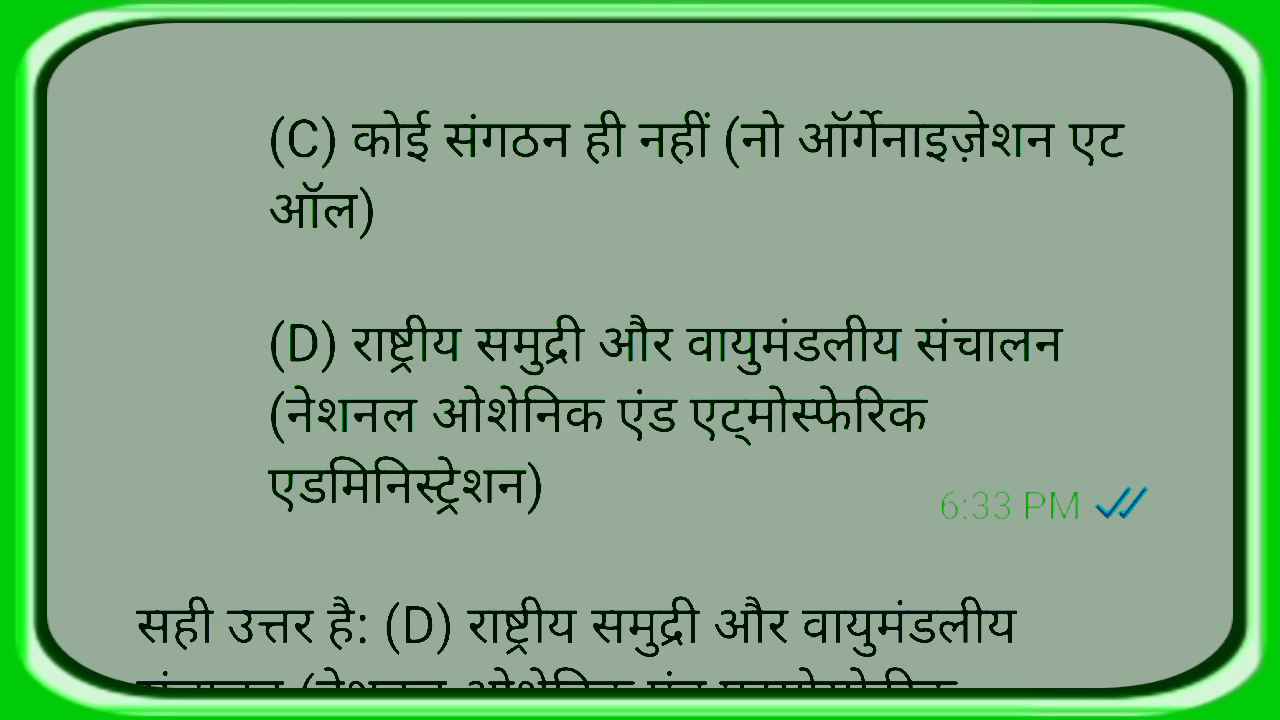 (C) कोई संगठन ही नहीं (नो ऑर्गेनाइज़ेशन एट
ऑल)
(D) राष्ट्रीय समुद्री और वायुमंडलीय संचालन
(नेशनल ओशेनिक एंड एट्मोस्फेरिक
एडमिनिस्ट्रेशन)
6:33 PM
सही उत्तर है: (D) राष्ट्रीय समुद्री और वायुमंडलीय